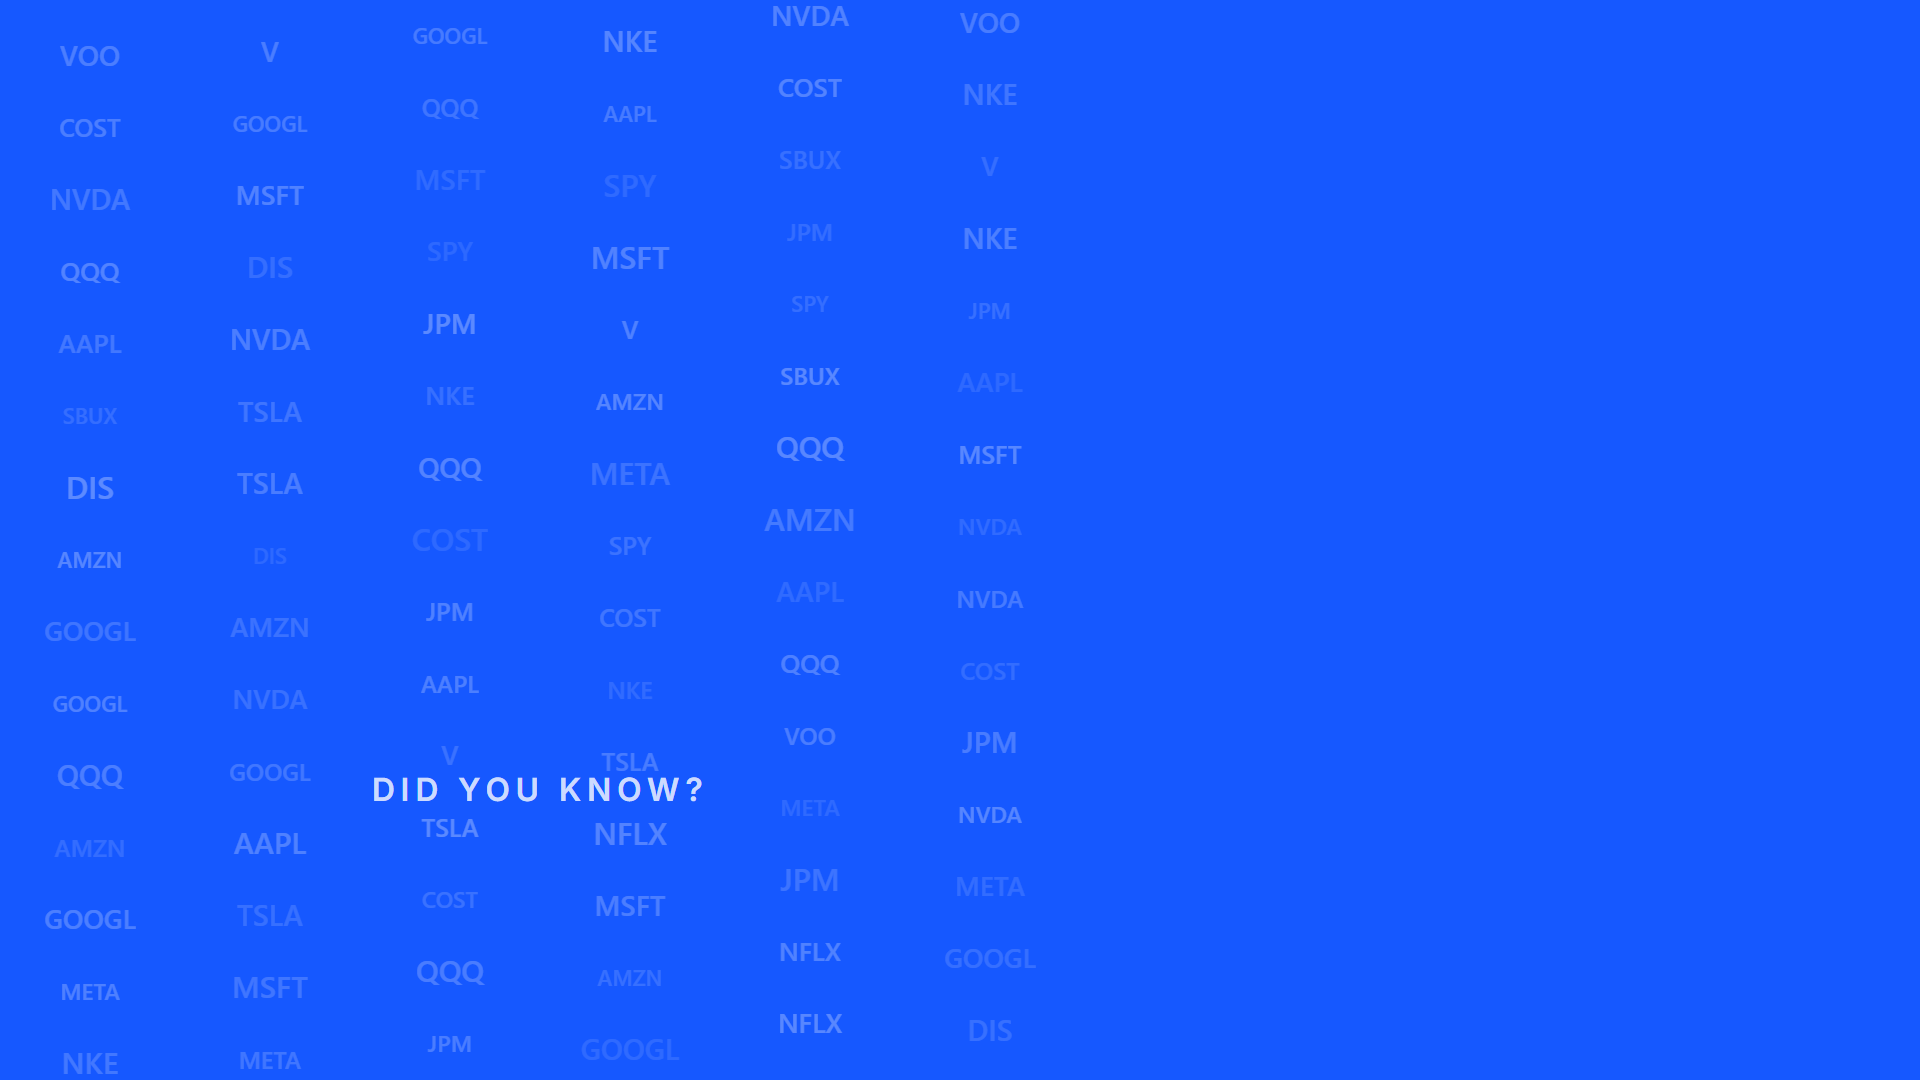 VOO
COST
NVDA
QQQ
AAPL
SBUX
DIS
AMZN
GOOGL
GOOGL
QQQ
AMZN
GOOGL
META
NKE
V
GOOGL
MSFT
DIS
NVDA
TSLA
TSLA
DIS
AMZN
NVDA
GOOGL
AAPL
TSLA
MSFT
META
GOOGL
QQQ
MSFT
SPY
JPM
NKE
QQQ
COST
JPM
AAPL
V
TSLA
COST
QQQ
JPM
NKE
AAPL
SPY
MSFT
V
AMZN
META
SPY
COST
NKE
TSLA
NFLX
MSFT
AMZN
GOOGL
NVDA
COST
SBUX
JPM
SPY
SBUX
QQQ
AMZN
AAPL
QQQ
VOO
META
JPM
NFLX
NFLX
VOO
NKE
V
NKE
JPM
AAPL
MSFT
NVDA
NVDA
COST
JPM
NVDA
META
GOOGL
DIS
DID YOU KNOW?